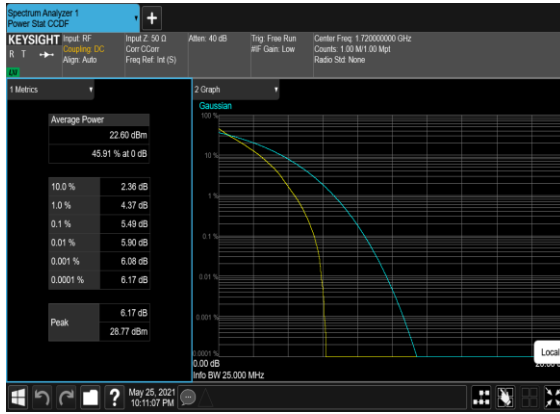 Spectrum Analyzer 1
Power Stat CCDF
+
KEYSIGHT
R T
LXI
Input: RF
Coupling: DC
Align: Auto
Input Z: 50 Ω
Corr CCorr
Freq Ref: Int (S)
Atten: 40 dB
Trig: Free Run
#IF Gain: Low
Center Freq: 1.720000000 GHz
Counts: 1.00 M/1.00 Mpt
Radio Std: None
1 Metrics
Average Power
22.60 dBm
45.91 % at 0 dB
10.0 % 2.36 dB
1.0 % 4.37 dB
0.1 % 5.49 dB
0.01 % 5.90 dB
0.001 % 6.08 dB
0.0001 % 6.17 dB
Peak
6.17 dB
28.77 dBm
2 Graph
Gaussian
100 %
10 %
1 %
0.1 %
0.01 %
0.001 %
0.0001 %
0.00 dB
Info BW 25.000 MHz
Local
?
May 25, 2021
10:11:07 PM